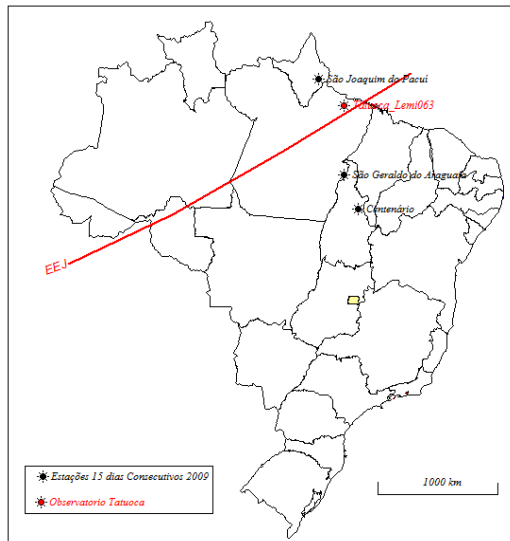 São Joaquim do Pacui
Tatuoca_Lemi063
São Geraldo do Araguaia
Centenário
EEJ
Estações 15 dias Consecutivos 2009
Observatorio Tatuoca
1000 km